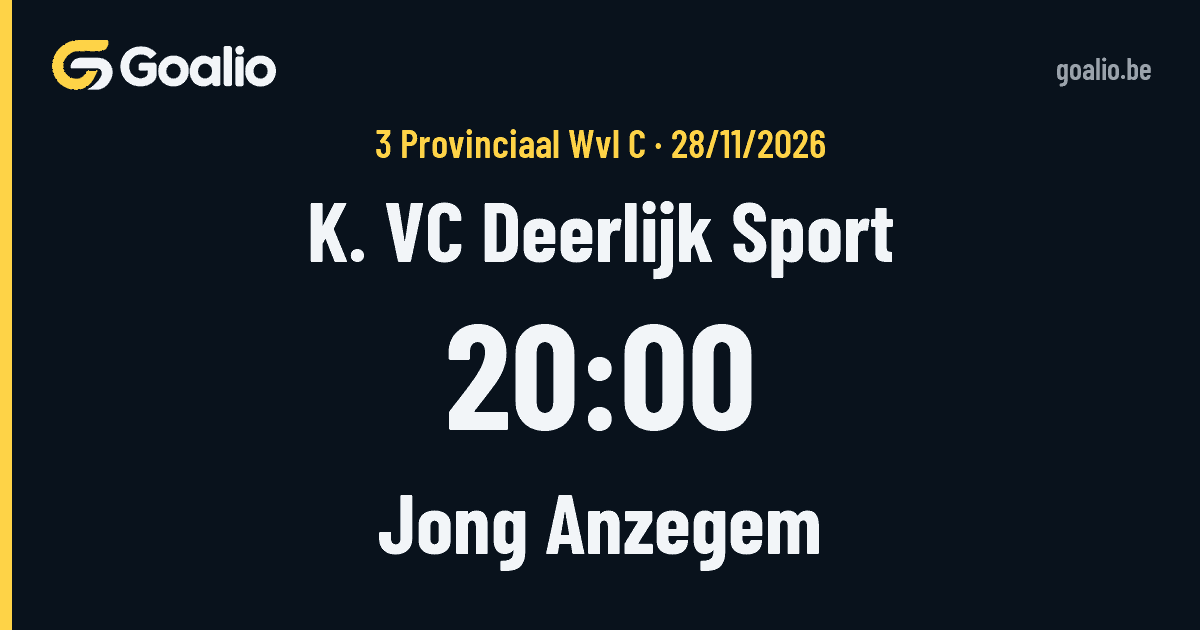 Goalio
goalio.be
3 Provinciaal Wvl C · 28/11/2026
K. VC Deerlijk Sport
20:00
Jong Anzegem